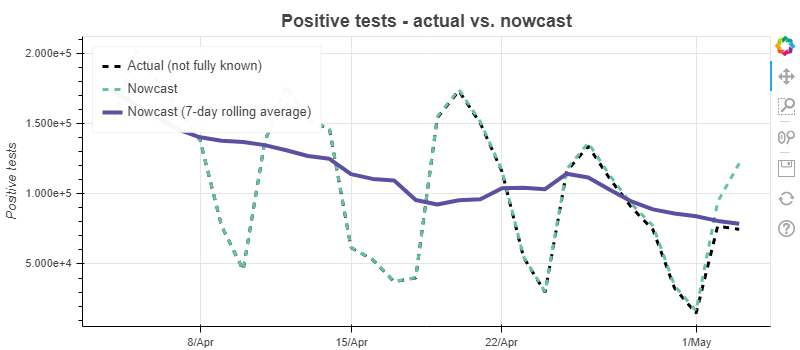 Positive tests - actual vs. nowcast
2.000e+5
1.500e+5
1.000e+5
5.000e+4
Positive tests
Actual (not fully known)
Nowcast
Nowcast (7-day rolling average)
8/Apr
15/Apr
22/Apr
1/May